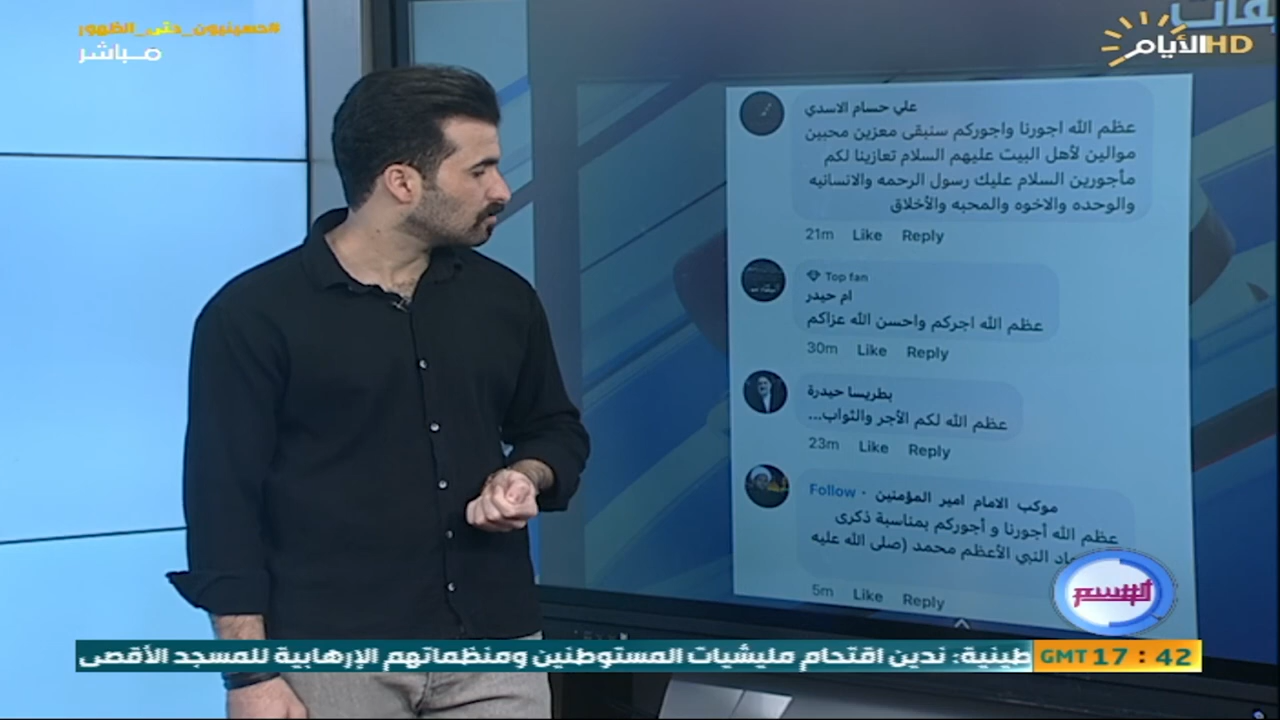 #حسينيون_حتى_الظهور
مباشر
الأيام HD
علي حسام الاسدي
عظم الله اجورنا واجوركم سنبقى معزين محبين
موالين لأهل البيت عليهم السلام تعازينا لكم
مأجورين السلام عليك رسول الرحمه والانسانيه
والوحده والاخوه والمحبه والأخلاق
21m Like Reply
Top fan
ام حيدر
عظم الله اجركم واحسن الله عزاكم
30m Like Reply
بطريسا حيدرة
عظم الله لكم الأجر والثواب...
23m Like Reply
موكب الامام امير المؤمنين · Follow
عظم الله أجورنا و أجوركم بمناسبة ذكرى
النبي الأعظم محمد (صلى الله عليه
5m Like Reply
طينية: ندين اقتحام مليشيات المستوطنين ومنظماتهم الإرهابية للمسجد الأقصى
GMT 17 : 42